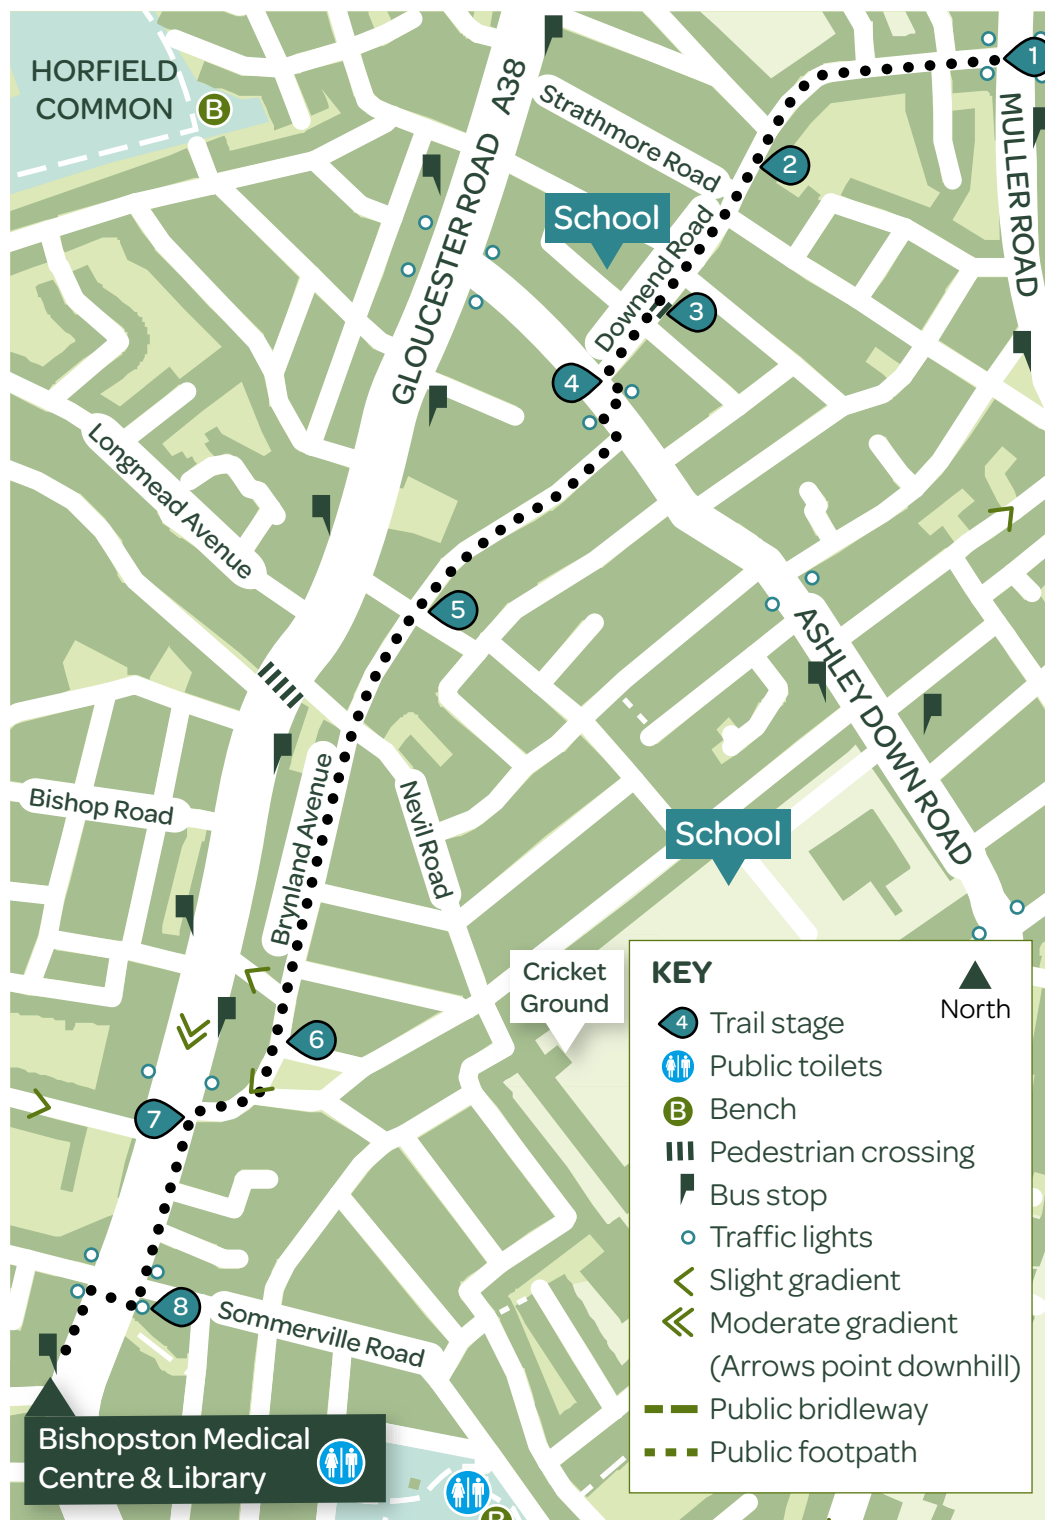 HORFIELD
COMMON
B
GLOUCESTER ROAD A38
Strathmore Road
1
MULLER ROAD
2
School
Downend Road
3
4
Longmead Avenue
5
ASHLEY DOWN ROAD
Bishop Road
Brynland Avenue
Nevil Road
School
Cricket
Ground
6
7
8
Sommerville Road
Bishopston Medical
Centre & Library
B
KEY
North
4 Trail stage
Public toilets
B Bench
Pedestrian crossing
Bus stop
Traffic lights
Slight gradient
Moderate gradient
(Arrows point downhill)
Public bridleway
Public footpath